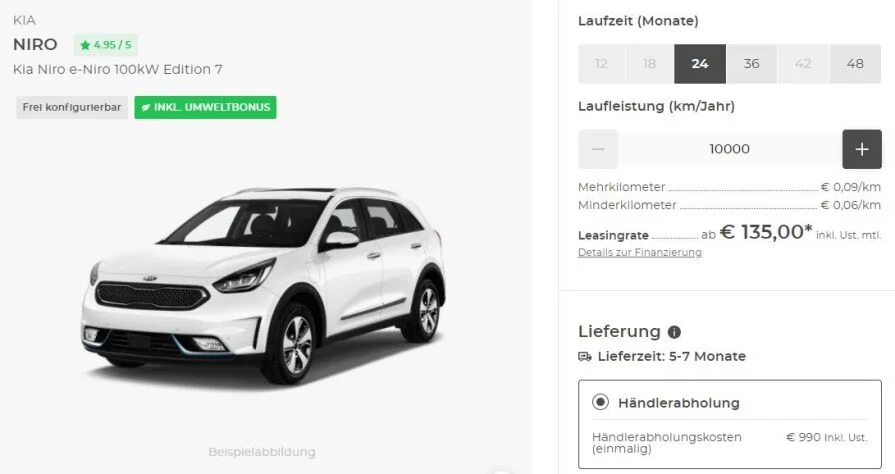 KIA
NIRO
4.95 / 5
Kia Niro e-Niro 100kW Edition 7
Frei konfigurierbar
INKL. UMWELTBONUS
Beispielabbildung
Laufzeit (Monate)
12 18 24 36 42 48
Laufleistung (km/Jahr)
− 10000 +
Mehrkilometer € 0,09/km
Minderkilometer € 0,06/km
Leasingrate ab € 135,00* inkl. Ust. mtl.
Details zur Finanzierung
Lieferung i
Lieferzeit: 5-7 Monate
Händlerabholung
Händlerabholungskosten € 990 Inkl. Ust.
(einmalig)